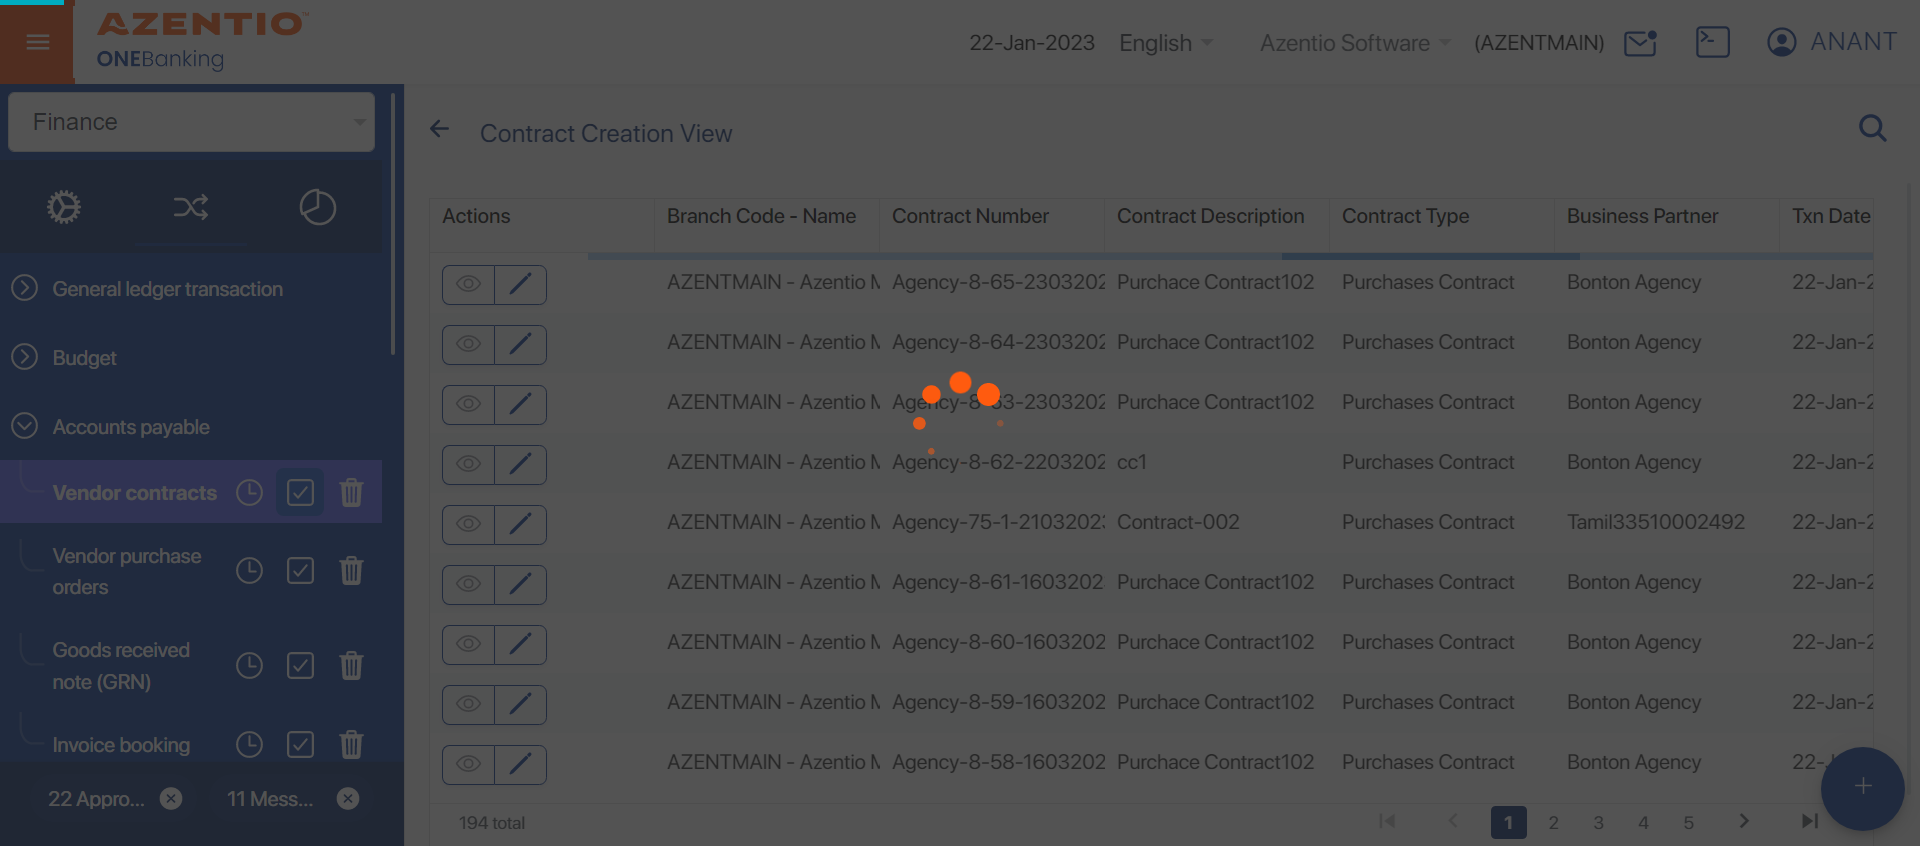 AZENTIO™
ONEBanking
22-Jan-2023 English Azentio Software (AZENTMAIN) ANANT
Finance
General ledger transaction
Budget
Accounts payable
Vendor contracts
Vendor purchase
orders
Goods received
note (GRN)
Invoice booking
22 Appro... 11 Mess...
Contract Creation View
Actions Branch Code - Name Contract Number Contract Description Contract Type Business Partner Txn Date
AZENTMAIN - Azentio M Agency-8-65-2303202 Purchace Contract102 Purchases Contract Bonton Agency 22-Jan-2
AZENTMAIN - Azentio M Agency-8-64-2303202 Purchace Contract102 Purchases Contract Bonton Agency 22-Jan-2
AZENTMAIN - Azentio M Agency-8-63-2303202 Purchace Contract102 Purchases Contract Bonton Agency 22-Jan-2
AZENTMAIN - Azentio M Agency-8-62-2203202 cc1 Purchases Contract Bonton Agency 22-Jan-2
AZENTMAIN - Azentio M Agency-75-1-2103202 Contract-002 Purchases Contract Tamil33510002492 22-Jan-2
AZENTMAIN - Azentio M Agency-8-61-1603202 Purchace Contract102 Purchases Contract Bonton Agency 22-Jan-2
AZENTMAIN - Azentio M Agency-8-60-1603202 Purchace Contract102 Purchases Contract Bonton Agency 22-Jan-2
AZENTMAIN - Azentio M Agency-8-59-1603202 Purchace Contract102 Purchases Contract Bonton Agency 22-Jan-2
AZENTMAIN - Azentio M Agency-8-58-1603202 Purchace Contract102 Purchases Contract Bonton Agency 22-
194 total 1 2 3 4 5